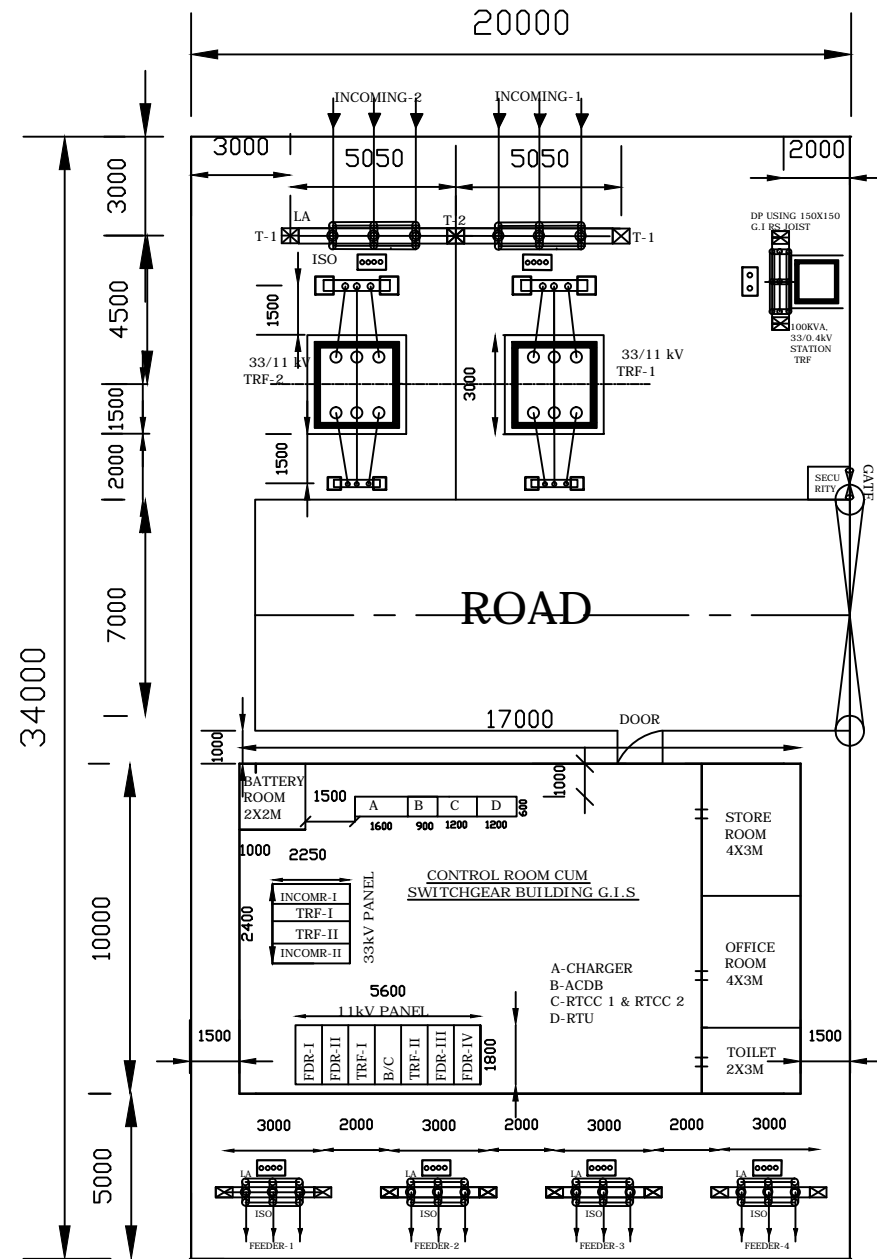 20000
INCOMING-2
INCOMING-1
3000
5050
5050
2000
3000
LA
T-2
T-1
T-1
DP USING 150X150
G.I RS JOIST
ISO
4500
1500
100KVA,
33/0.4kV
STATION
TRF
33/11 kV
TRF-2
3000
33/11 kV
TRF-1
1500
2000
1500
SECU
RITY
GATE
7000
ROAD
34000
17000
DOOR
1000
BATTERY
ROOM
2X2M
1500
A
B
C
D
600
1600
900
1200
1200
1000
STORE
ROOM
4X3M
1000
2250
CONTROL ROOM CUM
SWITCHGEAR BUILDING G.I.S
INCOMR-I
TRF-I
TRF-II
INCOMR-II
2400
33kV PANEL
10000
OFFICE
ROOM
4X3M
A-CHARGER
B-ACDB
C-RTCC 1 & RTCC 2
D-RTU
5600
11kV PANEL
FDR-I
FDR-II
TRF-I
B/C
TRF-II
FDR-III
FDR-IV
1800
1500
1500
TOILET
2X3M
5000
3000
2000
3000
2000
3000
2000
3000
LA
LA
LA
LA
ISO
ISO
ISO
ISO
FEEDER-1
FEEDER-2
FEEDER-3
FEEDER-4